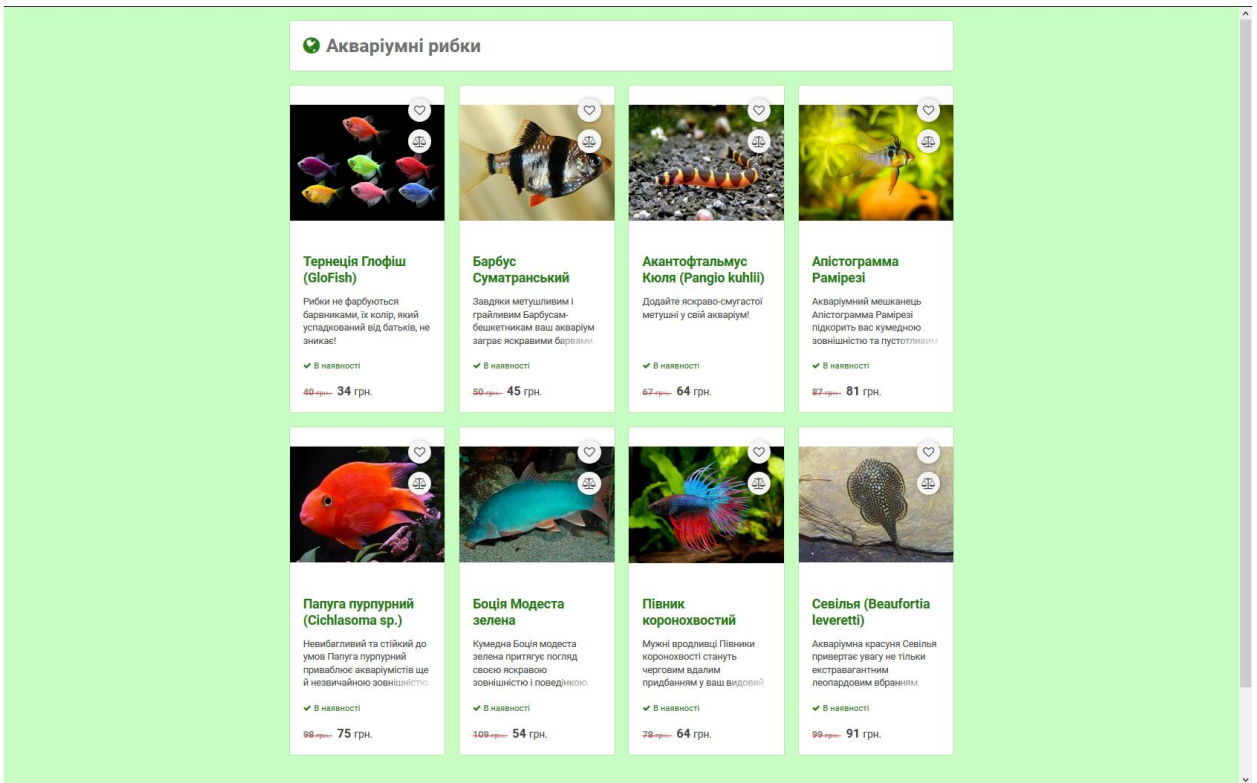 Акваріумні рибки
Тернеція Глофіш
(GloFish)
Рибки не фарбуються
барвниками, їх колір, який
успадкований від батьків, не
зникає!
В наявності
40 грн. 34 грн.
Барбус
Суматранський
Завдяки метушливим і
грайливим Барбусам-
бешкетникам ваш акваріум
заграє яскравими барвами.
В наявності
50 грн. 45 грн.
Акантофтальмус
Кюля (Pangio kuhlii)
Додайте яскраво-смугастої
метушні у свій акваріум!
В наявності
67 грн. 64 грн.
Апістограмма
Рамірезі
Акваріумний мешканець
Апістограмма Рамірезі
підкорить вас кумедною
зовнішністю та пустотливим
В наявності
87 грн. 81 грн.
Папуга пурпурний
(Cichlasoma sp.)
Невибагливий та стійкий до
умов Папуга пурпурний
приваблює акваріумістів ще
й незвичайною зовнішністю.
В наявності
98 грн. 75 грн.
Боція Модеста
зелена
Кумедна Боція модеста
зелена притягує погляд
своєю яскравою
зовнішністю і поведінкою.
В наявності
109 грн. 54 грн.
Півник
коронохвостий
Мужні вродливці Півники
коронохвості стануть
черговим вдалим
придбанням у ваш видовий
В наявності
78 грн. 64 грн.
Севілья (Beaufortia
leveretti)
Акваріумна красуня Севілья
привертає увагу не тільки
екстравагантним
леопардовим вбранням.
В наявності
99 грн. 91 грн.